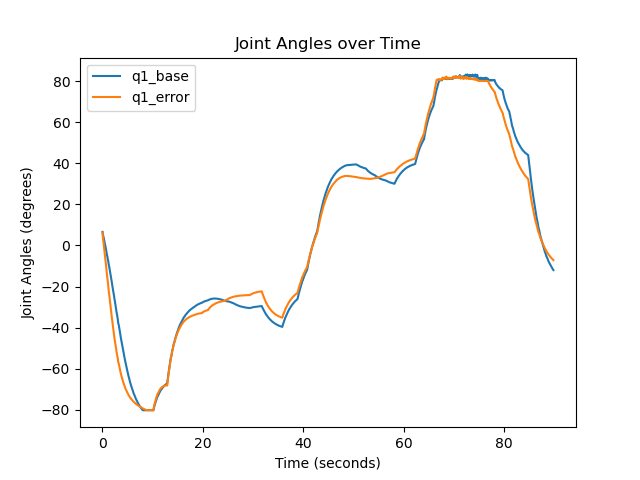 Joint Angles over Time
q1_base
q1_error
Joint Angles (degrees)
80
60
40
20
0
−20
−40
−60
−80
0
20
40
60
80
Time (seconds)